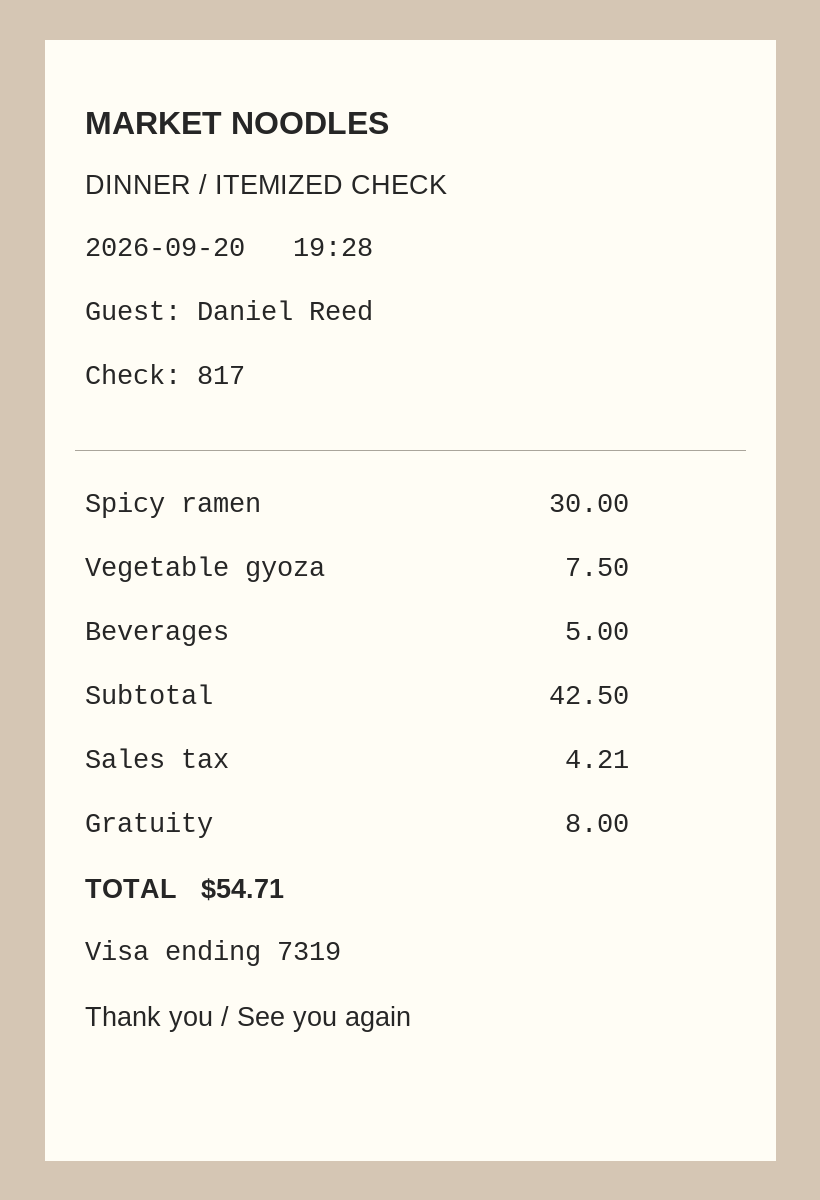 MARKET NOODLES
DINNER / ITEMIZED CHECK
2026-09-20 19:28
Guest: Daniel Reed
Check: 817
Spicy ramen 30.00
Vegetable gyoza 7.50
Beverages 5.00
Subtotal 42.50
Sales tax 4.21
Gratuity 8.00
TOTAL $54.71
Visa ending 7319
Thank you / See you again